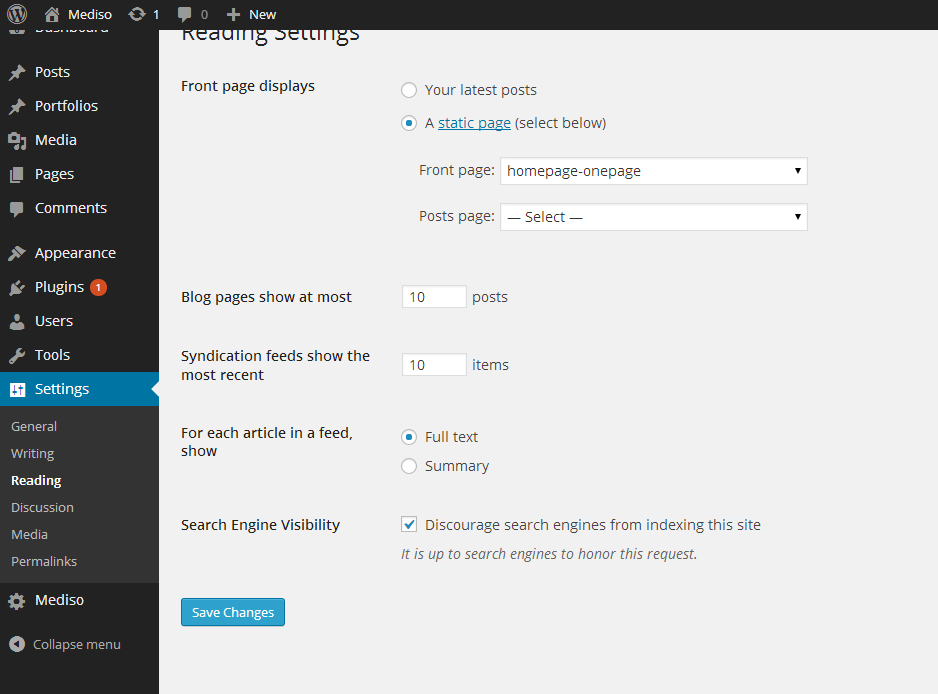 Mediso 1 0 New
Dashboard
Posts
Portfolios
Media
Pages
Comments
Appearance
Plugins 1
Users
Tools
Settings
General
Writing
Reading
Discussion
Media
Permalinks
Mediso
Collapse menu
Reading Settings
Front page displays
Your latest posts
A static page (select below)
Front page: homepage-onepage
Posts page: — Select —
Blog pages show at most 10 posts
Syndication feeds show the
most recent
10 items
For each article in a feed,
show
Full text
Summary
Search Engine Visibility
Discourage search engines from indexing this site
It is up to search engines to honor this request.
Save Changes